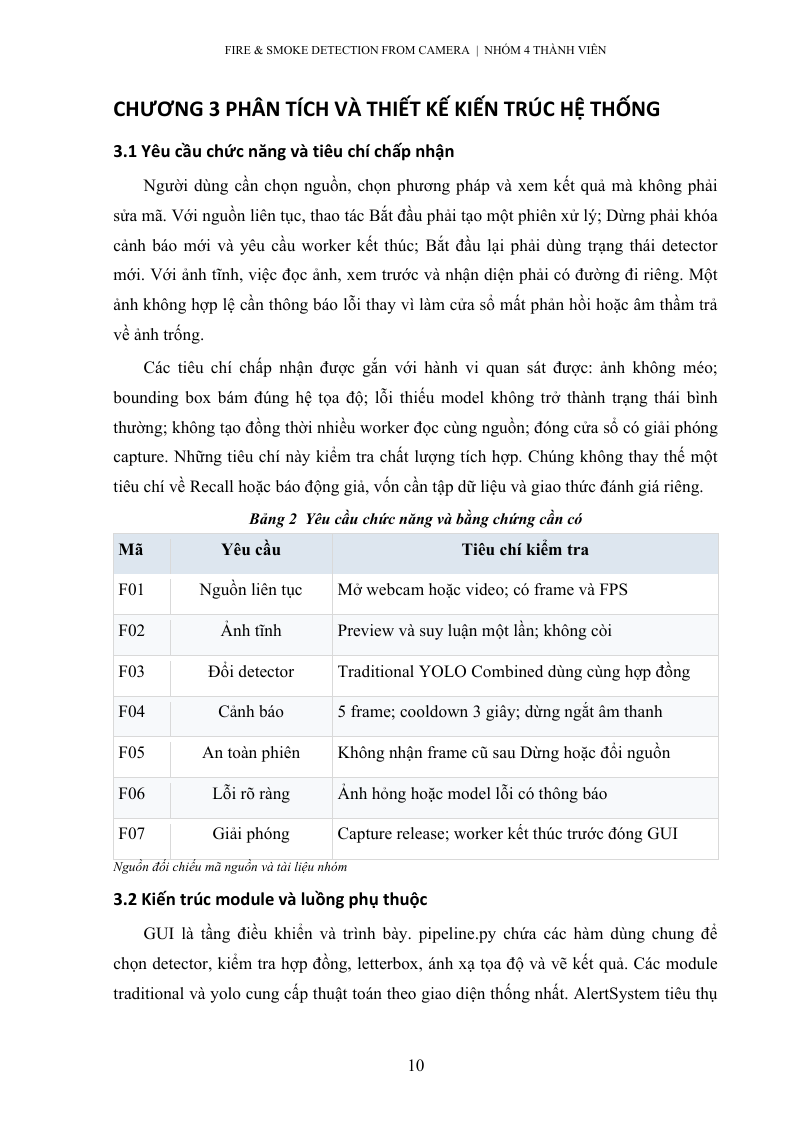 FIRE & SMOKE DETECTION FROM CAMERA | NHÓM 4 THÀNH VIÊN
CHƯƠNG 3 PHÂN TÍCH VÀ THIẾT KẾ KIẾN TRÚC HỆ THỐNG
3.1 Yêu cầu chức năng và tiêu chí chấp nhận
Người dùng cần chọn nguồn, chọn phương pháp và xem kết quả mà không phải
sửa mã. Với nguồn liên tục, thao tác Bắt đầu phải tạo một phiên xử lý; Dừng phải khóa
cảnh báo mới và yêu cầu worker kết thúc; Bắt đầu lại phải dùng trạng thái detector
mới. Với ảnh tĩnh, việc đọc ảnh, xem trước và nhận diện phải có đường đi riêng. Một
ảnh không hợp lệ cần thông báo lỗi thay vì làm cửa sổ mất phản hồi hoặc âm thầm trả
về ảnh trống.
Các tiêu chí chấp nhận được gắn với hành vi quan sát được: ảnh không méo;
bounding box bám đúng hệ tọa độ; lỗi thiếu model không trở thành trạng thái bình
thường; không tạo đồng thời nhiều worker đọc cùng nguồn; đóng cửa sổ có giải phóng
capture. Những tiêu chí này kiểm tra chất lượng tích hợp. Chúng không thay thế một
tiêu chí về Recall hoặc báo động giả, vốn cần tập dữ liệu và giao thức đánh giá riêng.
Bảng 2 Yêu cầu chức năng và bằng chứng cần có
Mã Yêu cầu Tiêu chí kiểm tra
F01 Nguồn liên tục Mở webcam hoặc video; có frame và FPS
F02 Ảnh tĩnh Preview và suy luận một lần; không còi
F03 Đổi detector Traditional YOLO Combined dùng cùng hợp đồng
F04 Cảnh báo 5 frame; cooldown 3 giây; dừng ngắt âm thanh
F05 An toàn phiên Không nhận frame cũ sau Dừng hoặc đổi nguồn
F06 Lỗi rõ ràng Ảnh hỏng hoặc model lỗi có thông báo
F07 Giải phóng Capture release; worker kết thúc trước đóng GUI
Nguồn đối chiếu mã nguồn và tài liệu nhóm
3.2 Kiến trúc module và luồng phụ thuộc
GUI là tầng điều khiển và trình bày. pipeline.py chứa các hàm dùng chung để
chọn detector, kiểm tra hợp đồng, letterbox, ánh xạ tọa độ và vẽ kết quả. Các module
traditional và yolo cung cấp thuật toán theo giao diện thống nhất. AlertSystem tiêu thụ
10